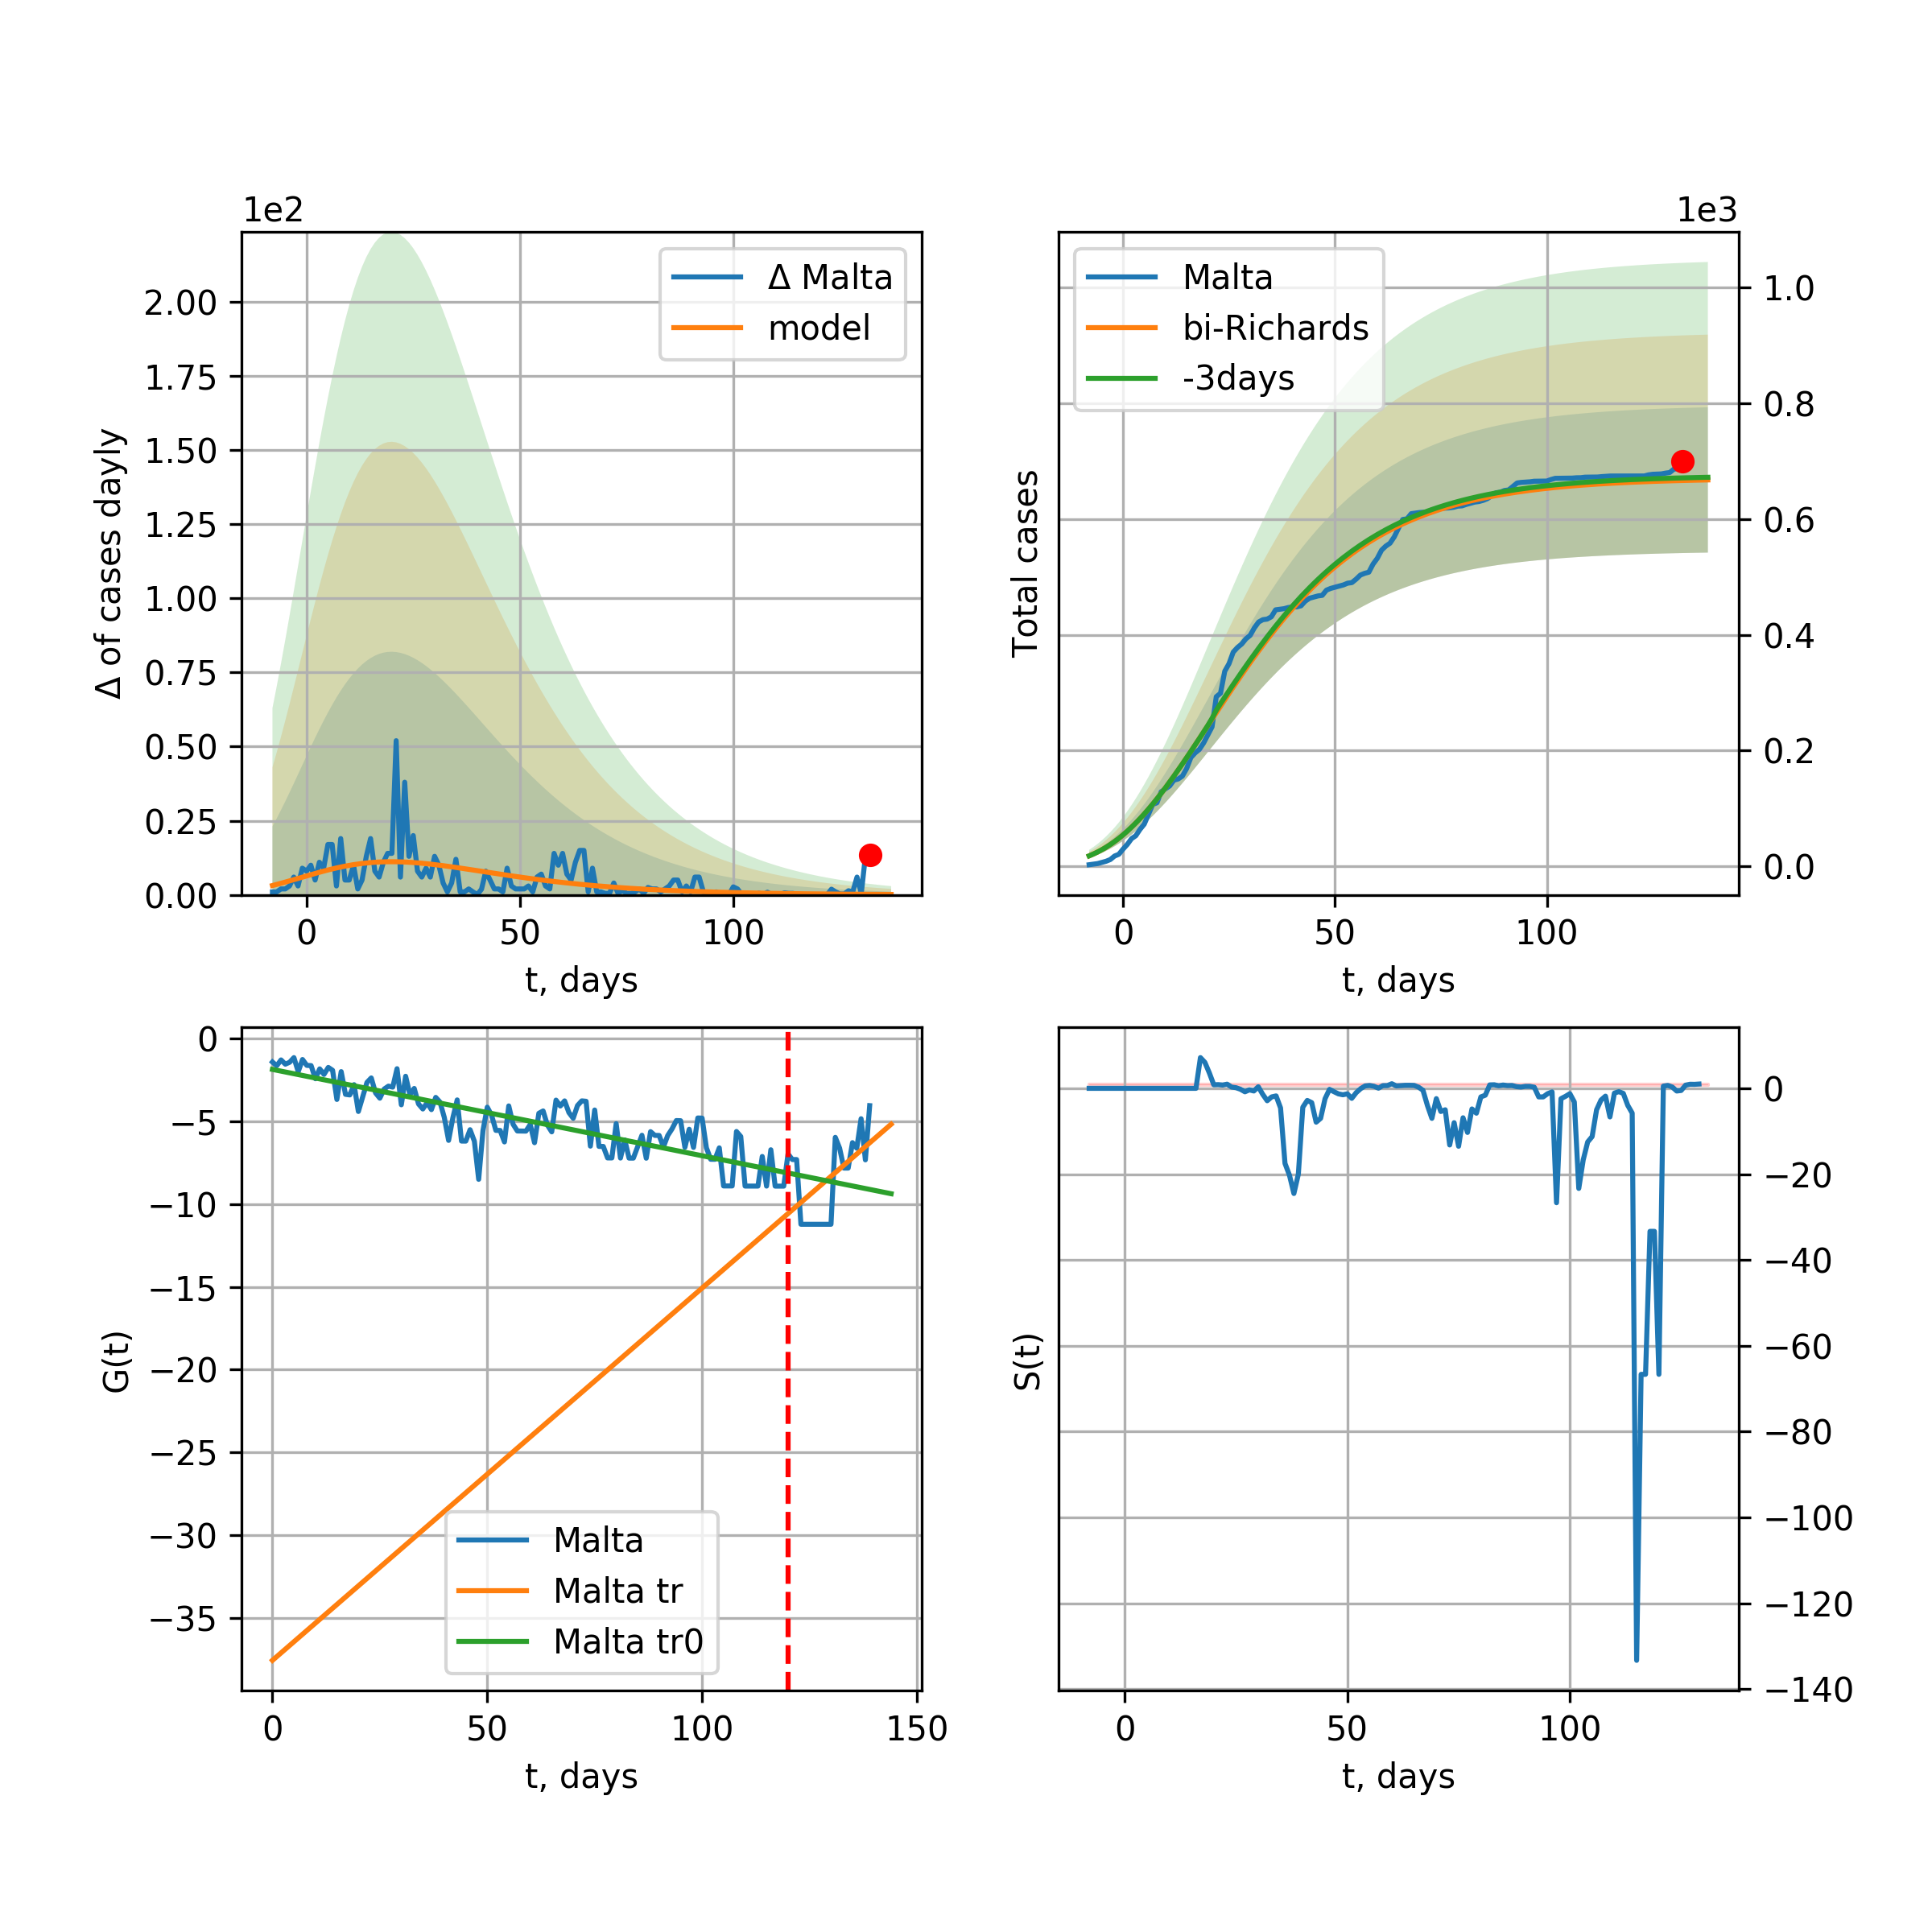 1e2
2.00
1.75
1.50
1.25
1.00
0.75
0.50
0.25
0.00
Δ of cases dayly
Δ Malta
model
0 50 100
t, days
1e3
Malta
bi-Richards
-3days
Total cases
1.0
0.8
0.6
0.4
0.2
0.0
0 50 100
t, days
0
−5
−10
−15
−20
−25
−30
−35
G(t)
Malta
Malta tr
Malta tr0
0 50 100 150
t, days
S(t)
0
−20
−40
−60
−80
−100
−120
−140
0 50 100
t, days